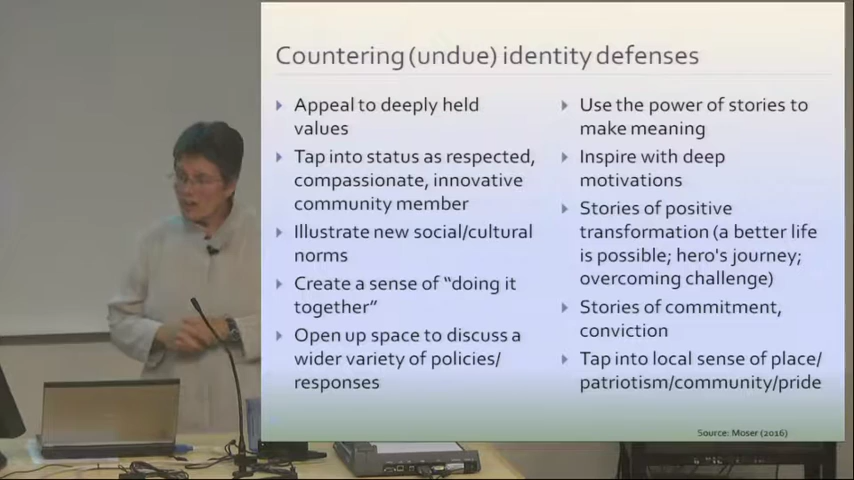 Countering (undue) identity defenses
Appeal to deeply held
values
Tap into status as respected,
compassionate, innovative
community member
Illustrate new social/cultural
norms
Create a sense of “doing it
together”
Open up space to discuss a
wider variety of policies/
responses
Use the power of stories to
make meaning
Inspire with deep
motivations
Stories of positive
transformation (a better life
is possible; hero's journey;
overcoming challenge)
Stories of commitment,
conviction
Tap into local sense of place/
patriotism/community/pride
Source: Moser (2016)